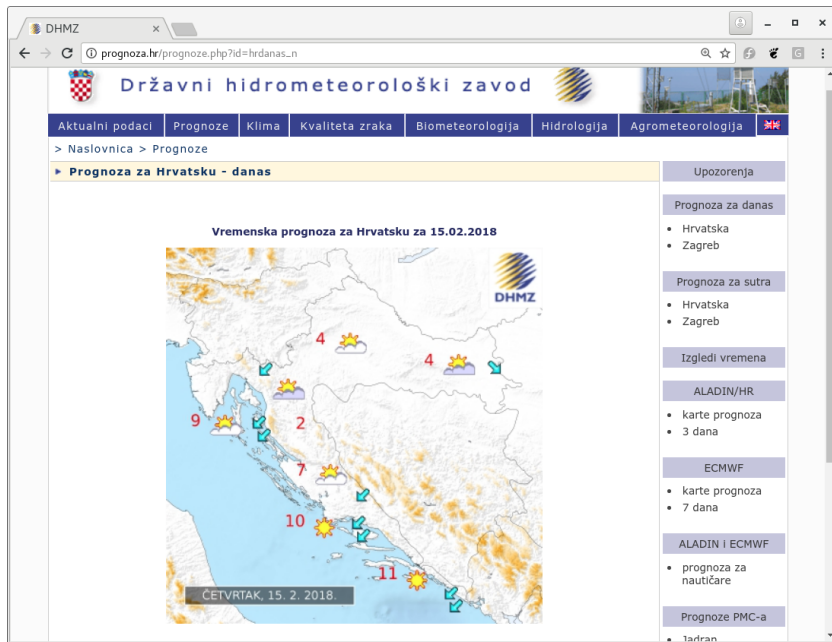 DHMZ
prognoza.hr/prognoze.php?id=hrdanas_n
Državni hidrometeorološki zavod
Aktualni podaci
Prognoze
Klima
Kvaliteta zraka
Biometeorologija
Hidrologija
Agrometeorologija
> Naslovnica > Prognoze
Prognoza za Hrvatsku - danas
Vremenska prognoza za Hrvatsku za 15.02.2018
DHMZ
4
4
9
2
7
10
11
ČETVRTAK, 15. 2. 2018.
Upozorenja
Prognoza za danas
Hrvatska
Zagreb
Prognoza za sutra
Hrvatska
Zagreb
Izgledi vremena
ALADIN/HR
karte prognoza
3 dana
ECMWF
karte prognoza
7 dana
ALADIN i ECMWF
prognoza za
nautičare
Prognoze PMC-a
Jadran